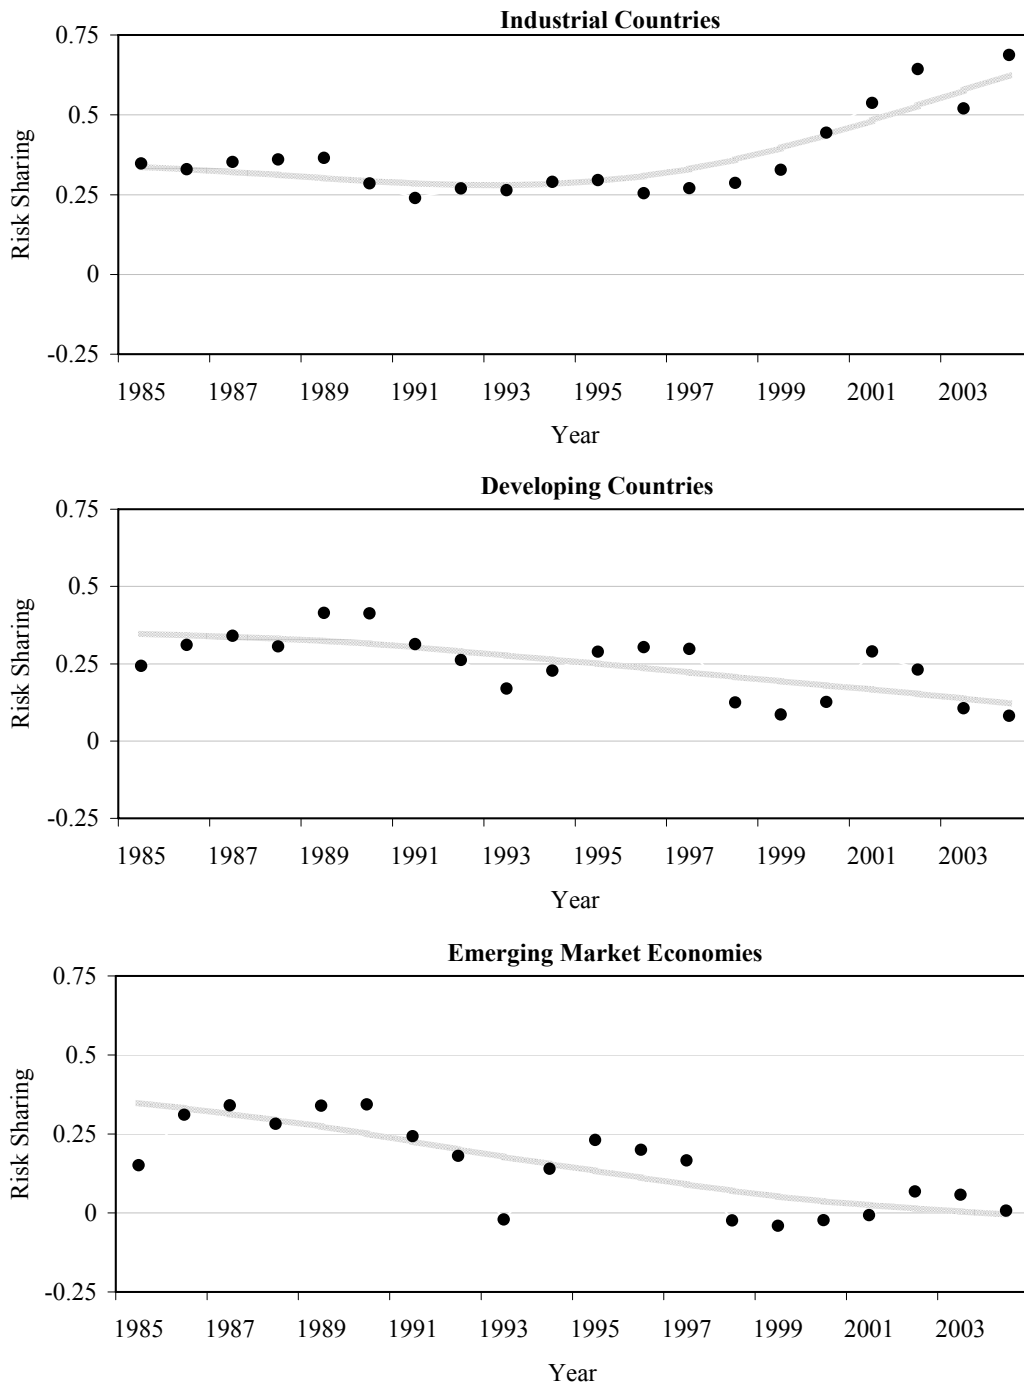 Industrial Countries
0.75
0.5
0.25
0
-0.25
Risk Sharing
1985 1987 1989 1991 1993 1995 1997 1999 2001 2003
Year
Developing Countries
0.75
0.5
0.25
0
-0.25
Risk Sharing
1985 1987 1989 1991 1993 1995 1997 1999 2001 2003
Year
Emerging Market Economies
0.75
0.5
0.25
0
-0.25
Risk Sharing
1985 1987 1989 1991 1993 1995 1997 1999 2001 2003
Year